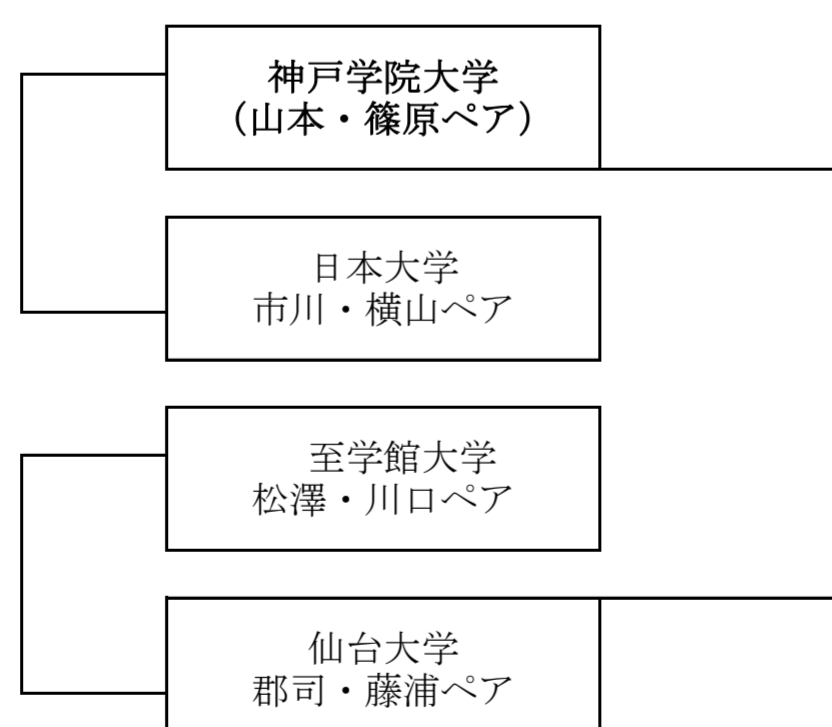 神戸学院大学
（山本・篠原ペア）
日本大学
市川・横山ペア
至学館大学
松澤・川口ペア
仙台大学
郡司・藤浦ペア